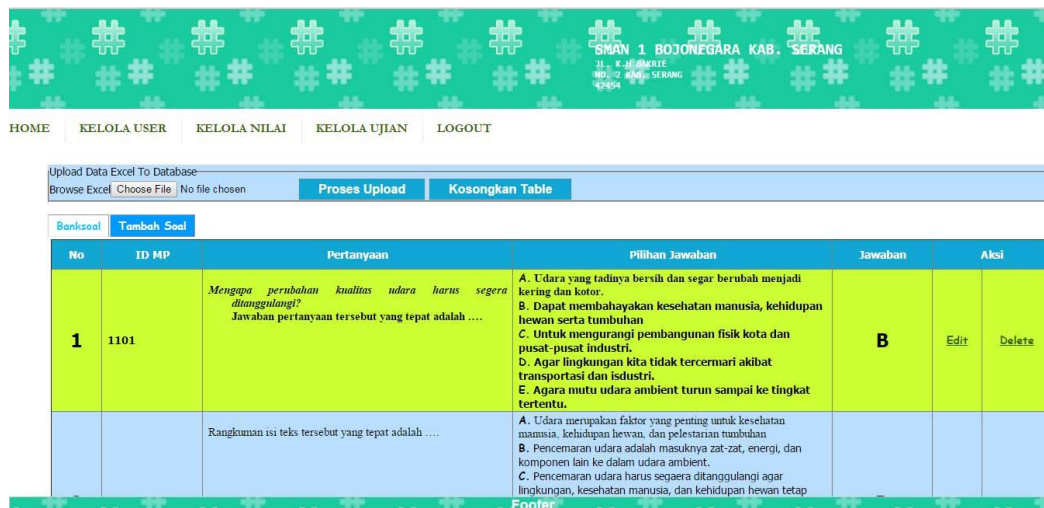 SMAN 1 BOJONEGARA KAB. SERANG
JL. K.H BAKRIE
NO. 2 KAB. SERANG
42454
HOME KELOLA USER KELOLA NILAI KELOLA UJIAN LOGOUT
Upload Data Excel To Database
Browse Excel Choose File No file chosen Proses Upload Kosongkan Table
Banksoal Tambah Soal
No ID MP Pertanyaan Pilihan Jawaban Jawaban Aksi
1 1101
Mengapa perubahan kualitas udara harus segera
ditanggulangi?
Jawaban pertanyaan tersebut yang tepat adalah ....
A. Udara yang tadinya bersih dan segar berubah menjadi
kering dan kotor.
B. Dapat membahayakan kesehatan manusia, kehidupan
hewan serta tumbuhan
C. Untuk mengurangi pembangunan fisik kota dan
pusat-pusat industri.
D. Agar lingkungan kita tidak tercermari akibat
transportasi dan isdustri.
E. Agara mutu udara ambient turun sampai ke tingkat
tertentu.
B Edit Delete
Rangkuman isi teks tersebut yang tepat adalah ....
A. Udara merupakan faktor yang penting untuk kesehatan
manusia, kehidupan hewan, dan pelestarian tumbuhan
B. Pencemaran udara adalah masuknya zat-zat, energi, dan
komponen lain ke dalam udara ambient.
C. Pencemaran udara harus segaera ditanggulangi agar
lingkungan, kesehatan manusia, dan kehidupan hewan tetap
Footer